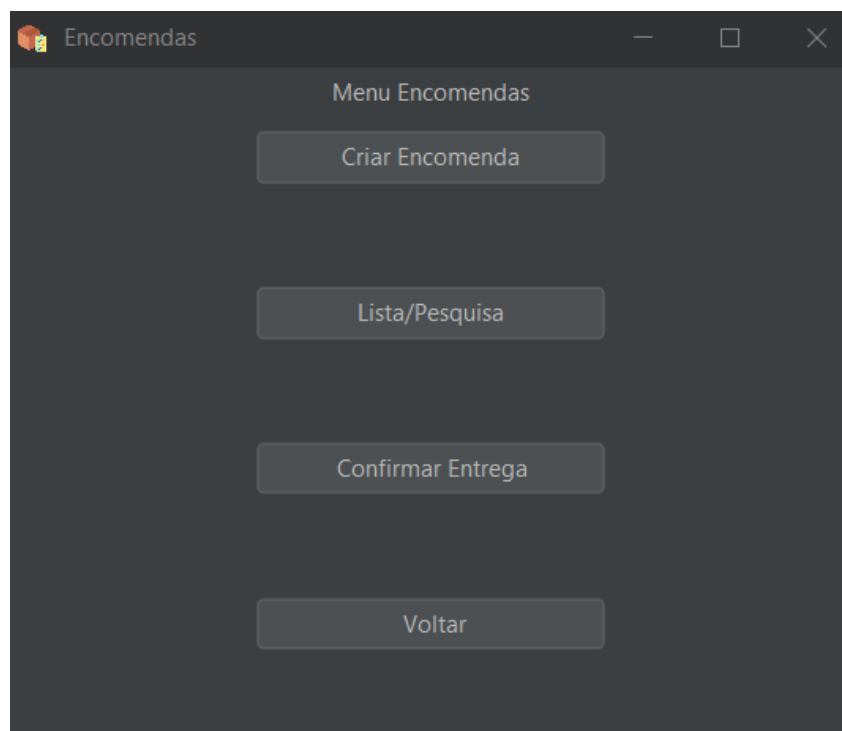 Encomendas
Menu Encomendas
Criar Encomenda
Lista/Pesquisa
Confirmar Entrega
Voltar